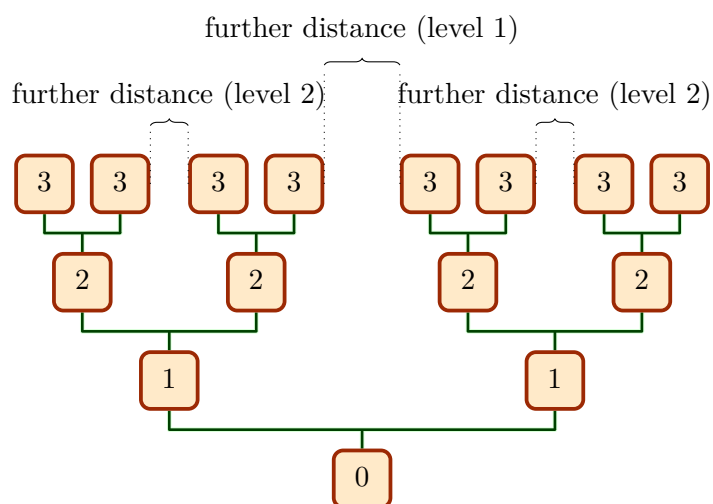 further distance (level 1)
further distance (level 2) further distance (level 2)
3 3 3 3 3 3 3 3
2 2 2 2
1 1
0